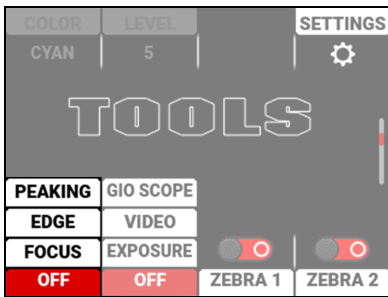 COLOR LEVEL SETTINGS
CYAN 5
TOOLS
PEAKING GIO SCOPE
EDGE VIDEO
FOCUS EXPOSURE
OFF OFF ZEBRA 1 ZEBRA 2